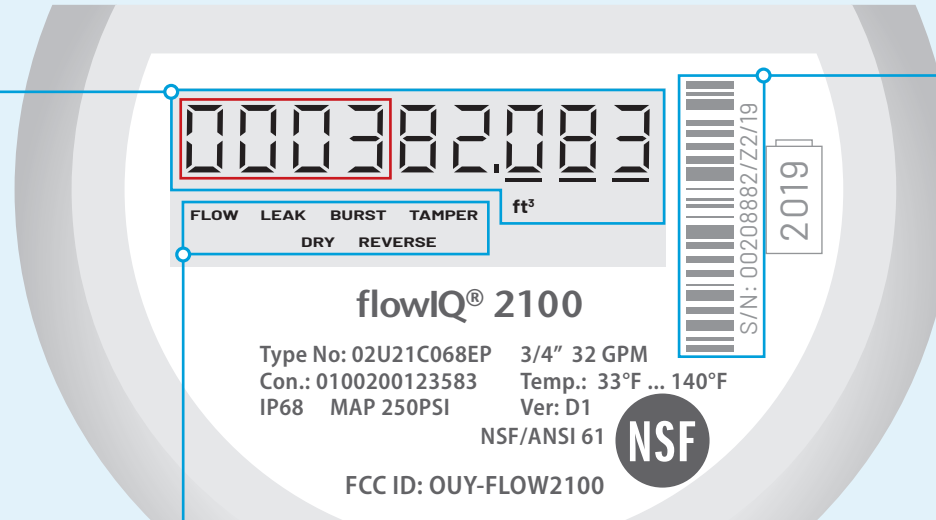 000382.083
ft³
FLOW LEAK BURST TAMPER
DRY REVERSE
S/N: 00208882/Z2/19
2019
flowIQ® 2100
Type No: 02U21C068EP 3/4” 32 GPM
Con.: 0100200123583 Temp.: 33°F ... 140°F
IP68 MAP 250PSI Ver: D1
NSF/ANSI 61
NSF
FCC ID: OUY-FLOW2100